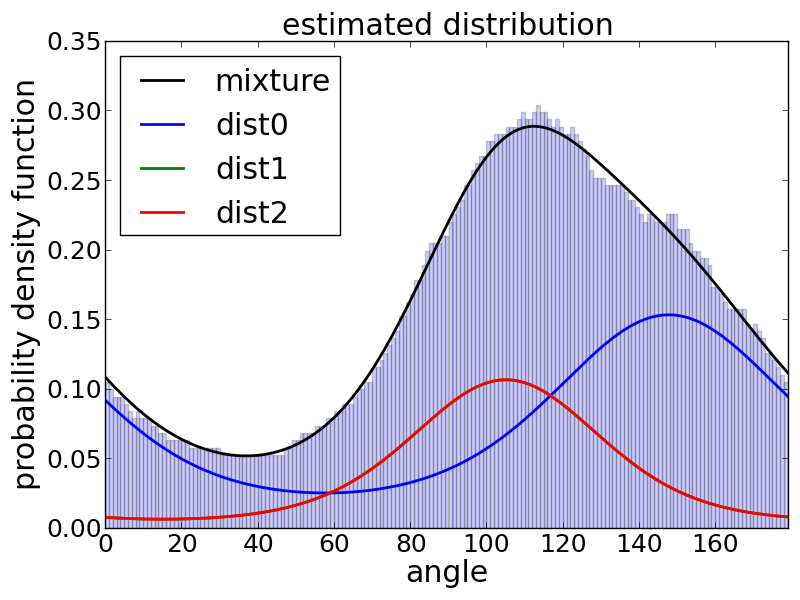 estimated distribution
0.35
0.30
0.25
0.20
0.15
0.10
0.05
0.00
probability density function
mixture
dist0
dist1
dist2
0 20 40 60 80 100 120 140 160
angle